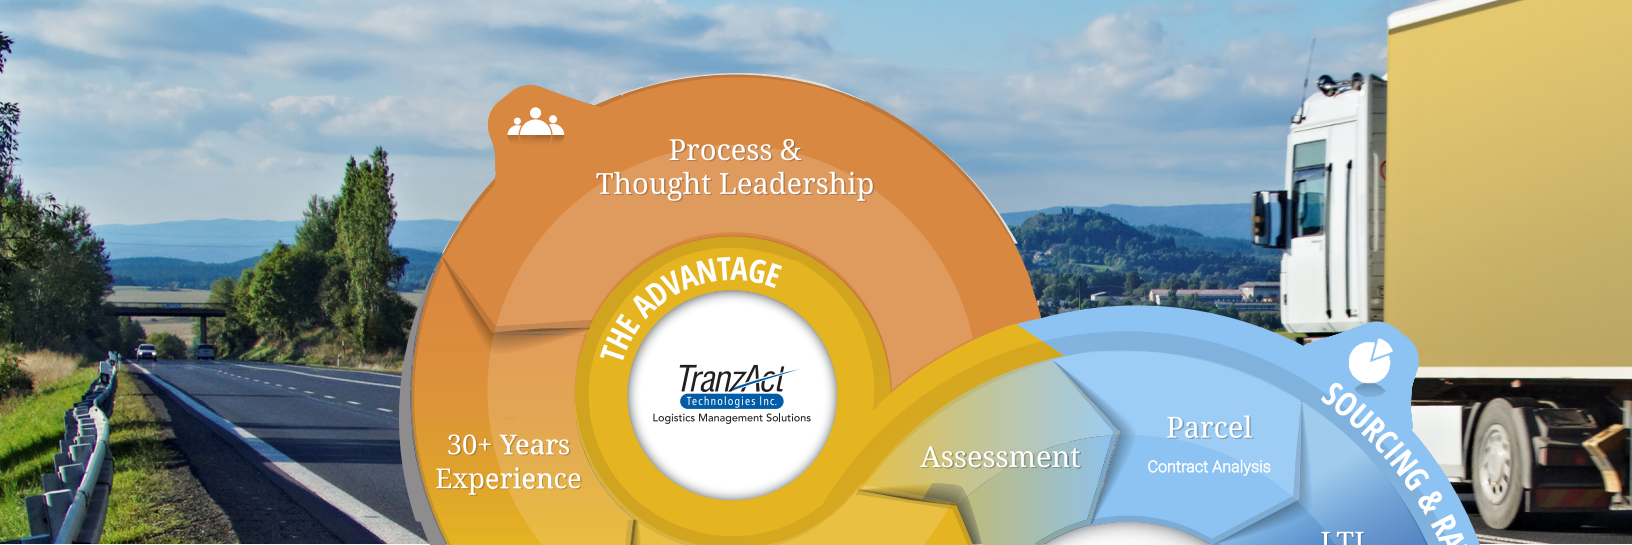 Process &
Thought Leadership
THE ADVANTAGE
TranzAct
Technologies Inc.
Logistics Management Solutions
30+ Years
Experience
Assessment
Parcel
Contract Analysis
SOURCING &
LTL